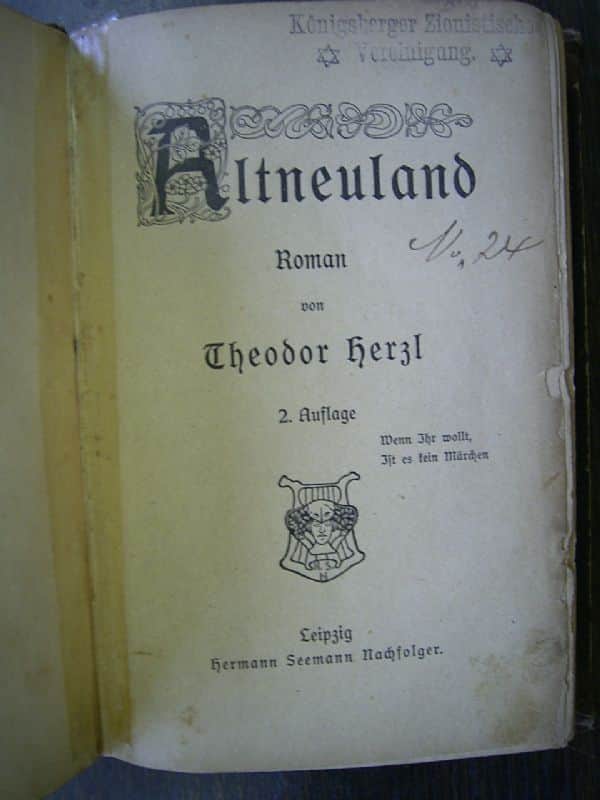 Königsberger Zionistische
Vereinigung.
Altneuland
No. 24
Roman
von
Theodor Herzl
2. Auflage
Wenn Ihr wollt,
Ist es kein Märchen
H. S.
N
Leipzig
Hermann Seemann Nachfolger.